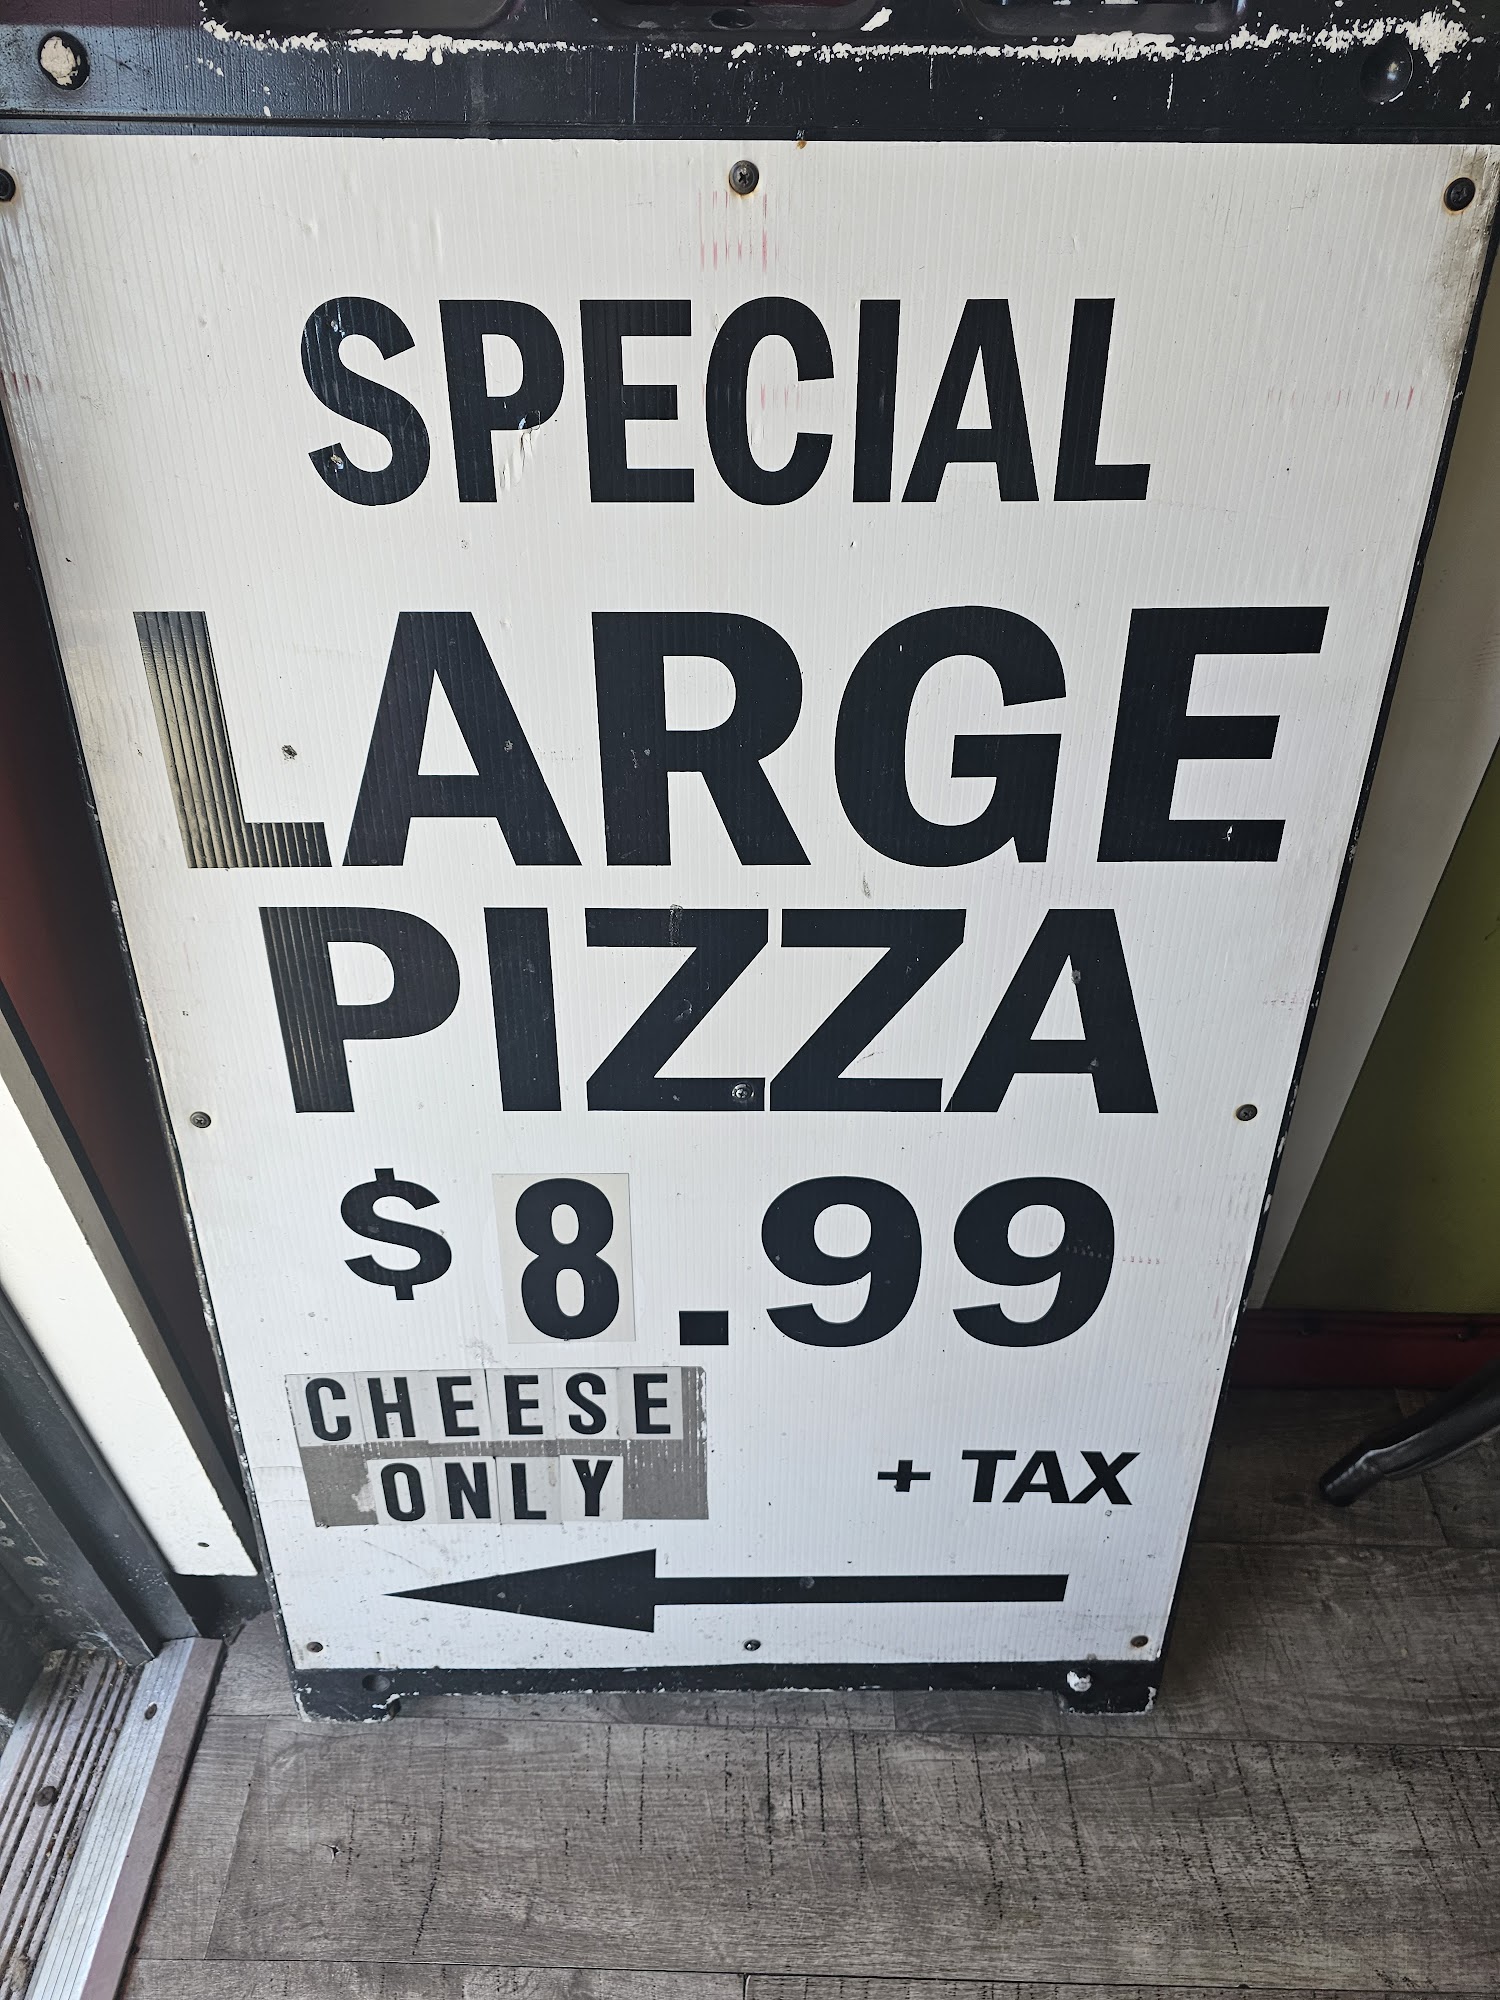 SPECIAL
LARGE
PIZZA
$8.99
CHEESE
ONLY
+ TAX